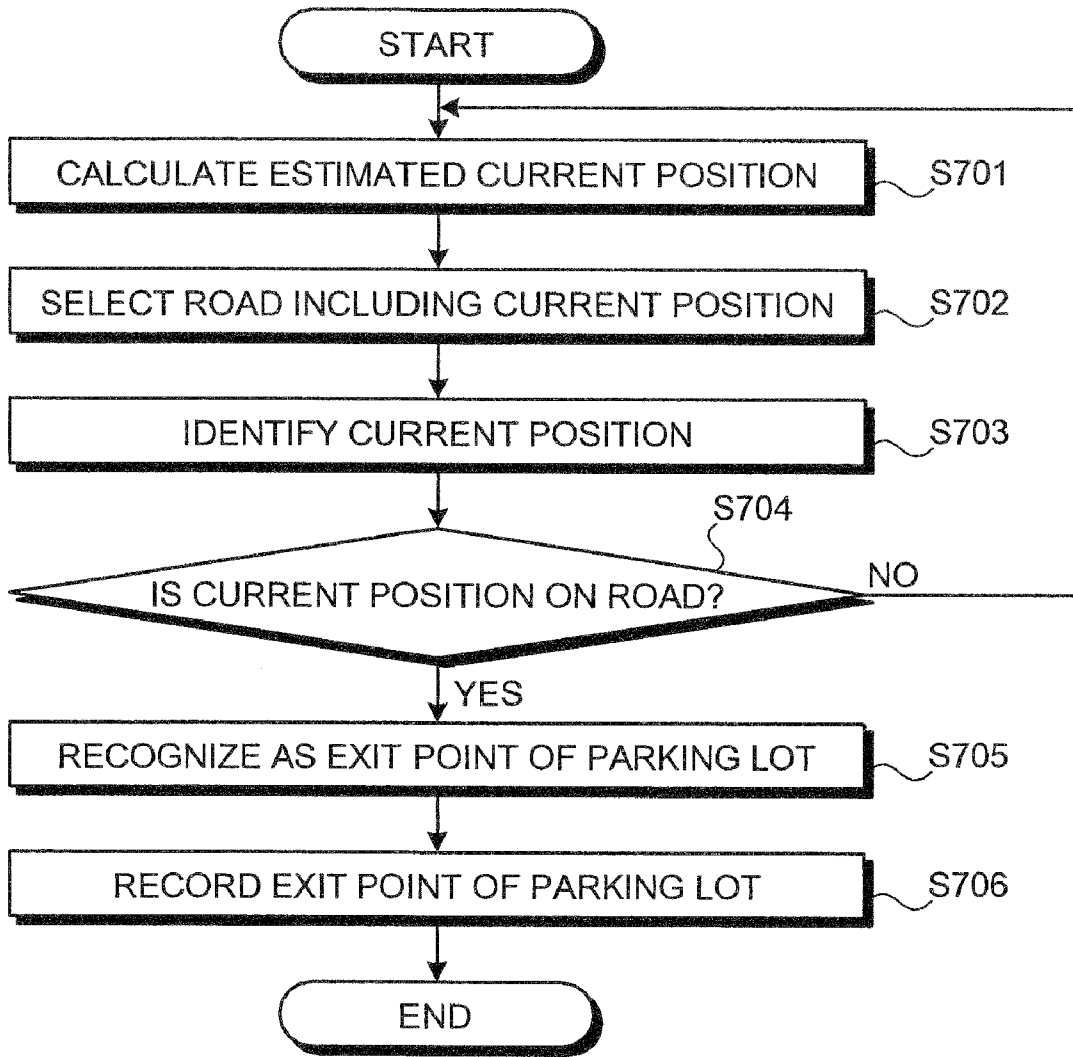 START
CALCULATE ESTIMATED CURRENT POSITION
S701
SELECT ROAD INCLUDING CURRENT POSITION
S702
IDENTIFY CURRENT POSITION
S703
S704
IS CURRENT POSITION ON ROAD?
NO
YES
RECOGNIZE AS EXIT POINT OF PARKING LOT
S705
RECORD EXIT POINT OF PARKING LOT
S706
END